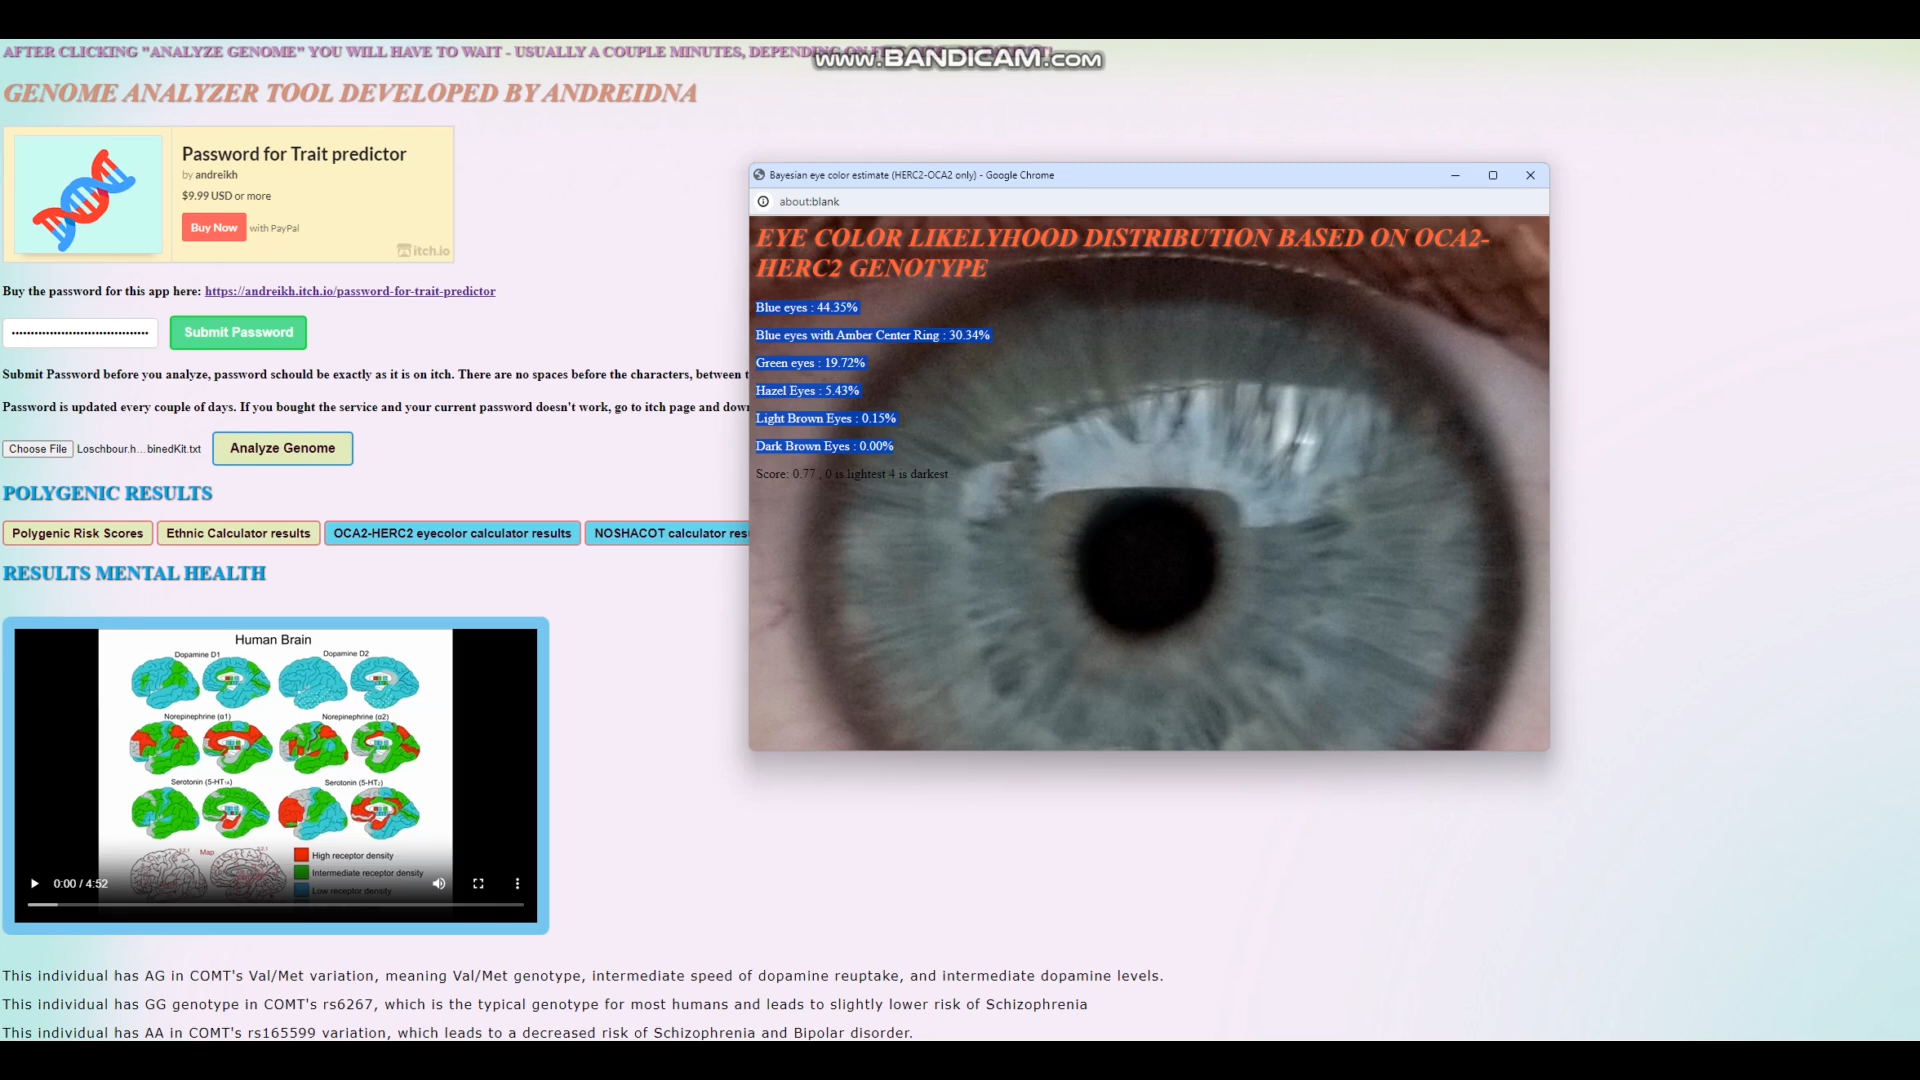 AFTER CLICKING "ANALYZE GENOME" YOU WILL HAVE TO WAIT - USUALLY A COUPLE MINUTES, DEPENDING ON
www.BANDICAM.com
GENOME ANALYZER TOOL DEVELOPED BY ANDREIDNA
Password for Trait predictor
by andreikh
$9.99 USD or more
Buy Now with PayPal
itch.io
Buy the password for this app here: https://andreikh.itch.io/password-for-trait-predictor
Submit Password
Submit Password before you analyze, password schould be exactly as it is on itch. There are no spaces before the characters, between
Password is updated every couple of days. If you bought the service and your current password doesn't work, go to itch page and
Choose File Loschbour.h...binedKit.txt Analyze Genome
POLYGENIC RESULTS
Polygenic Risk Scores Ethnic Calculator results OCA2-HERC2 eyecolor calculator results NOSHACOT calculator
RESULTS MENTAL HEALTH
Human Brain
Dopamine D1 Dopamine D2
Norepinephrine (α1) Norepinephrine (α2)
Serotonin (5-HT1A) Serotonin (5-HT2)
Map
High receptor density
Intermediate receptor density
Low receptor density
0:00 / 4:52
Bayesian eye color estimate (HERC2-OCA2 only) - Google Chrome
about:blank
EYE COLOR LIKELYHOOD DISTRIBUTION BASED ON OCA2-
HERC2 GENOTYPE
Blue eyes : 44.35%
Blue eyes with Amber Center Ring : 30.34%
Green eyes : 19.72%
Hazel Eyes : 5.43%
Light Brown Eyes : 0.15%
Dark Brown Eyes : 0.00%
Score: 0.77 , 0 is lightest 4 is darkest
This individual has AG in COMT's Val/Met variation, meaning Val/Met genotype, intermediate speed of dopamine reuptake, and intermediate dopamine levels.
This individual has GG genotype in COMT's rs6267, which is the typical genotype for most humans and leads to slightly lower risk of Schizophrenia
This individual has AA in COMT's rs165599 variation, which leads to a decreased risk of Schizophrenia and Bipolar disorder.